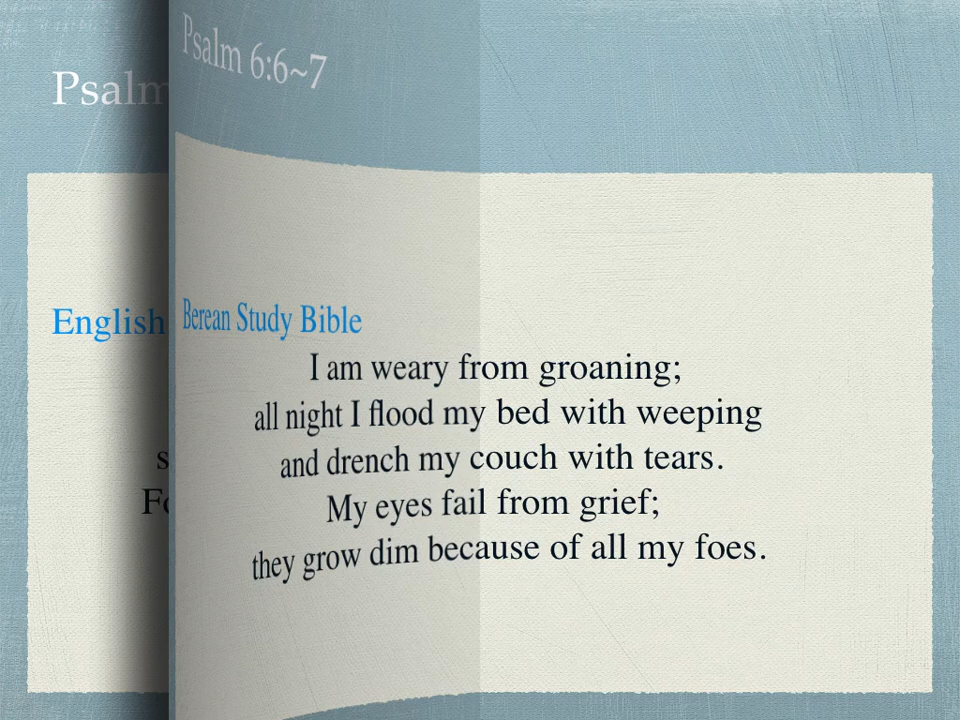 Psalm
Psalm 6:6~7
English
Berean Study Bible
I am weary from groaning;
all night I flood my bed with weeping
and drench my couch with tears.
My eyes fail from grief;
they grow dim because of all my foes.